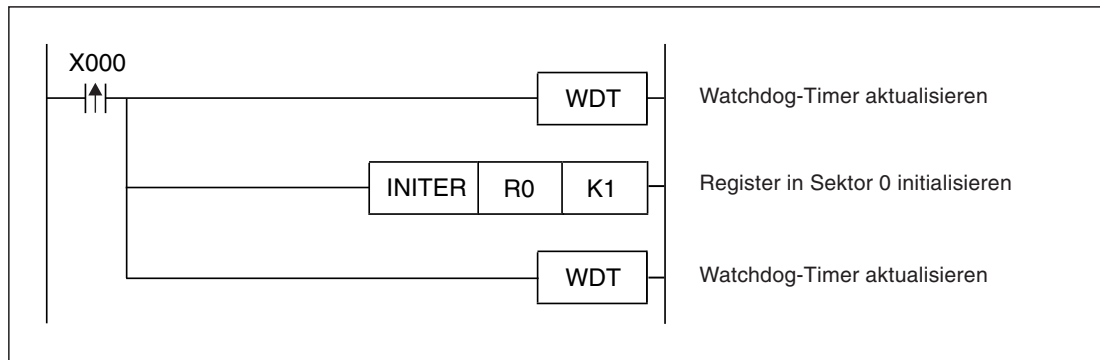 X000
WDT Watchdog-Timer aktualisieren
INITER R0 K1 Register in Sektor 0 initialisieren
WDT Watchdog-Timer aktualisieren